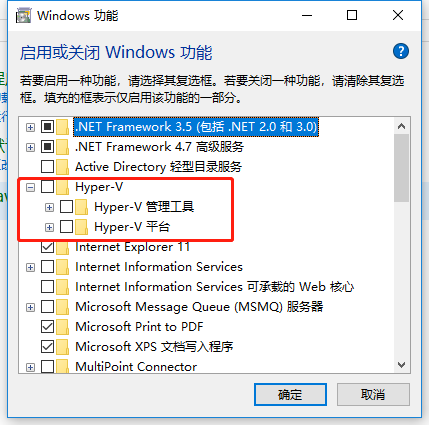 Windows 功能
启用或关闭 Windows 功能
若要启用一种功能，请选择其复选框。若要关闭一种功能，请清除其复选
框。填充的框表示仅启用该功能的一部分。
.NET Framework 3.5 (包括 .NET 2.0 和 3.0)
.NET Framework 4.7 高级服务
Active Directory 轻型目录服务
Hyper-V
Hyper-V 管理工具
Hyper-V 平台
Internet Explorer 11
Internet Information Services
Internet Information Services 可承载的 Web 核心
Microsoft Message Queue (MSMQ) 服务器
Microsoft Print to PDF
Microsoft XPS 文档写入程序
MultiPoint Connector
确定
取消